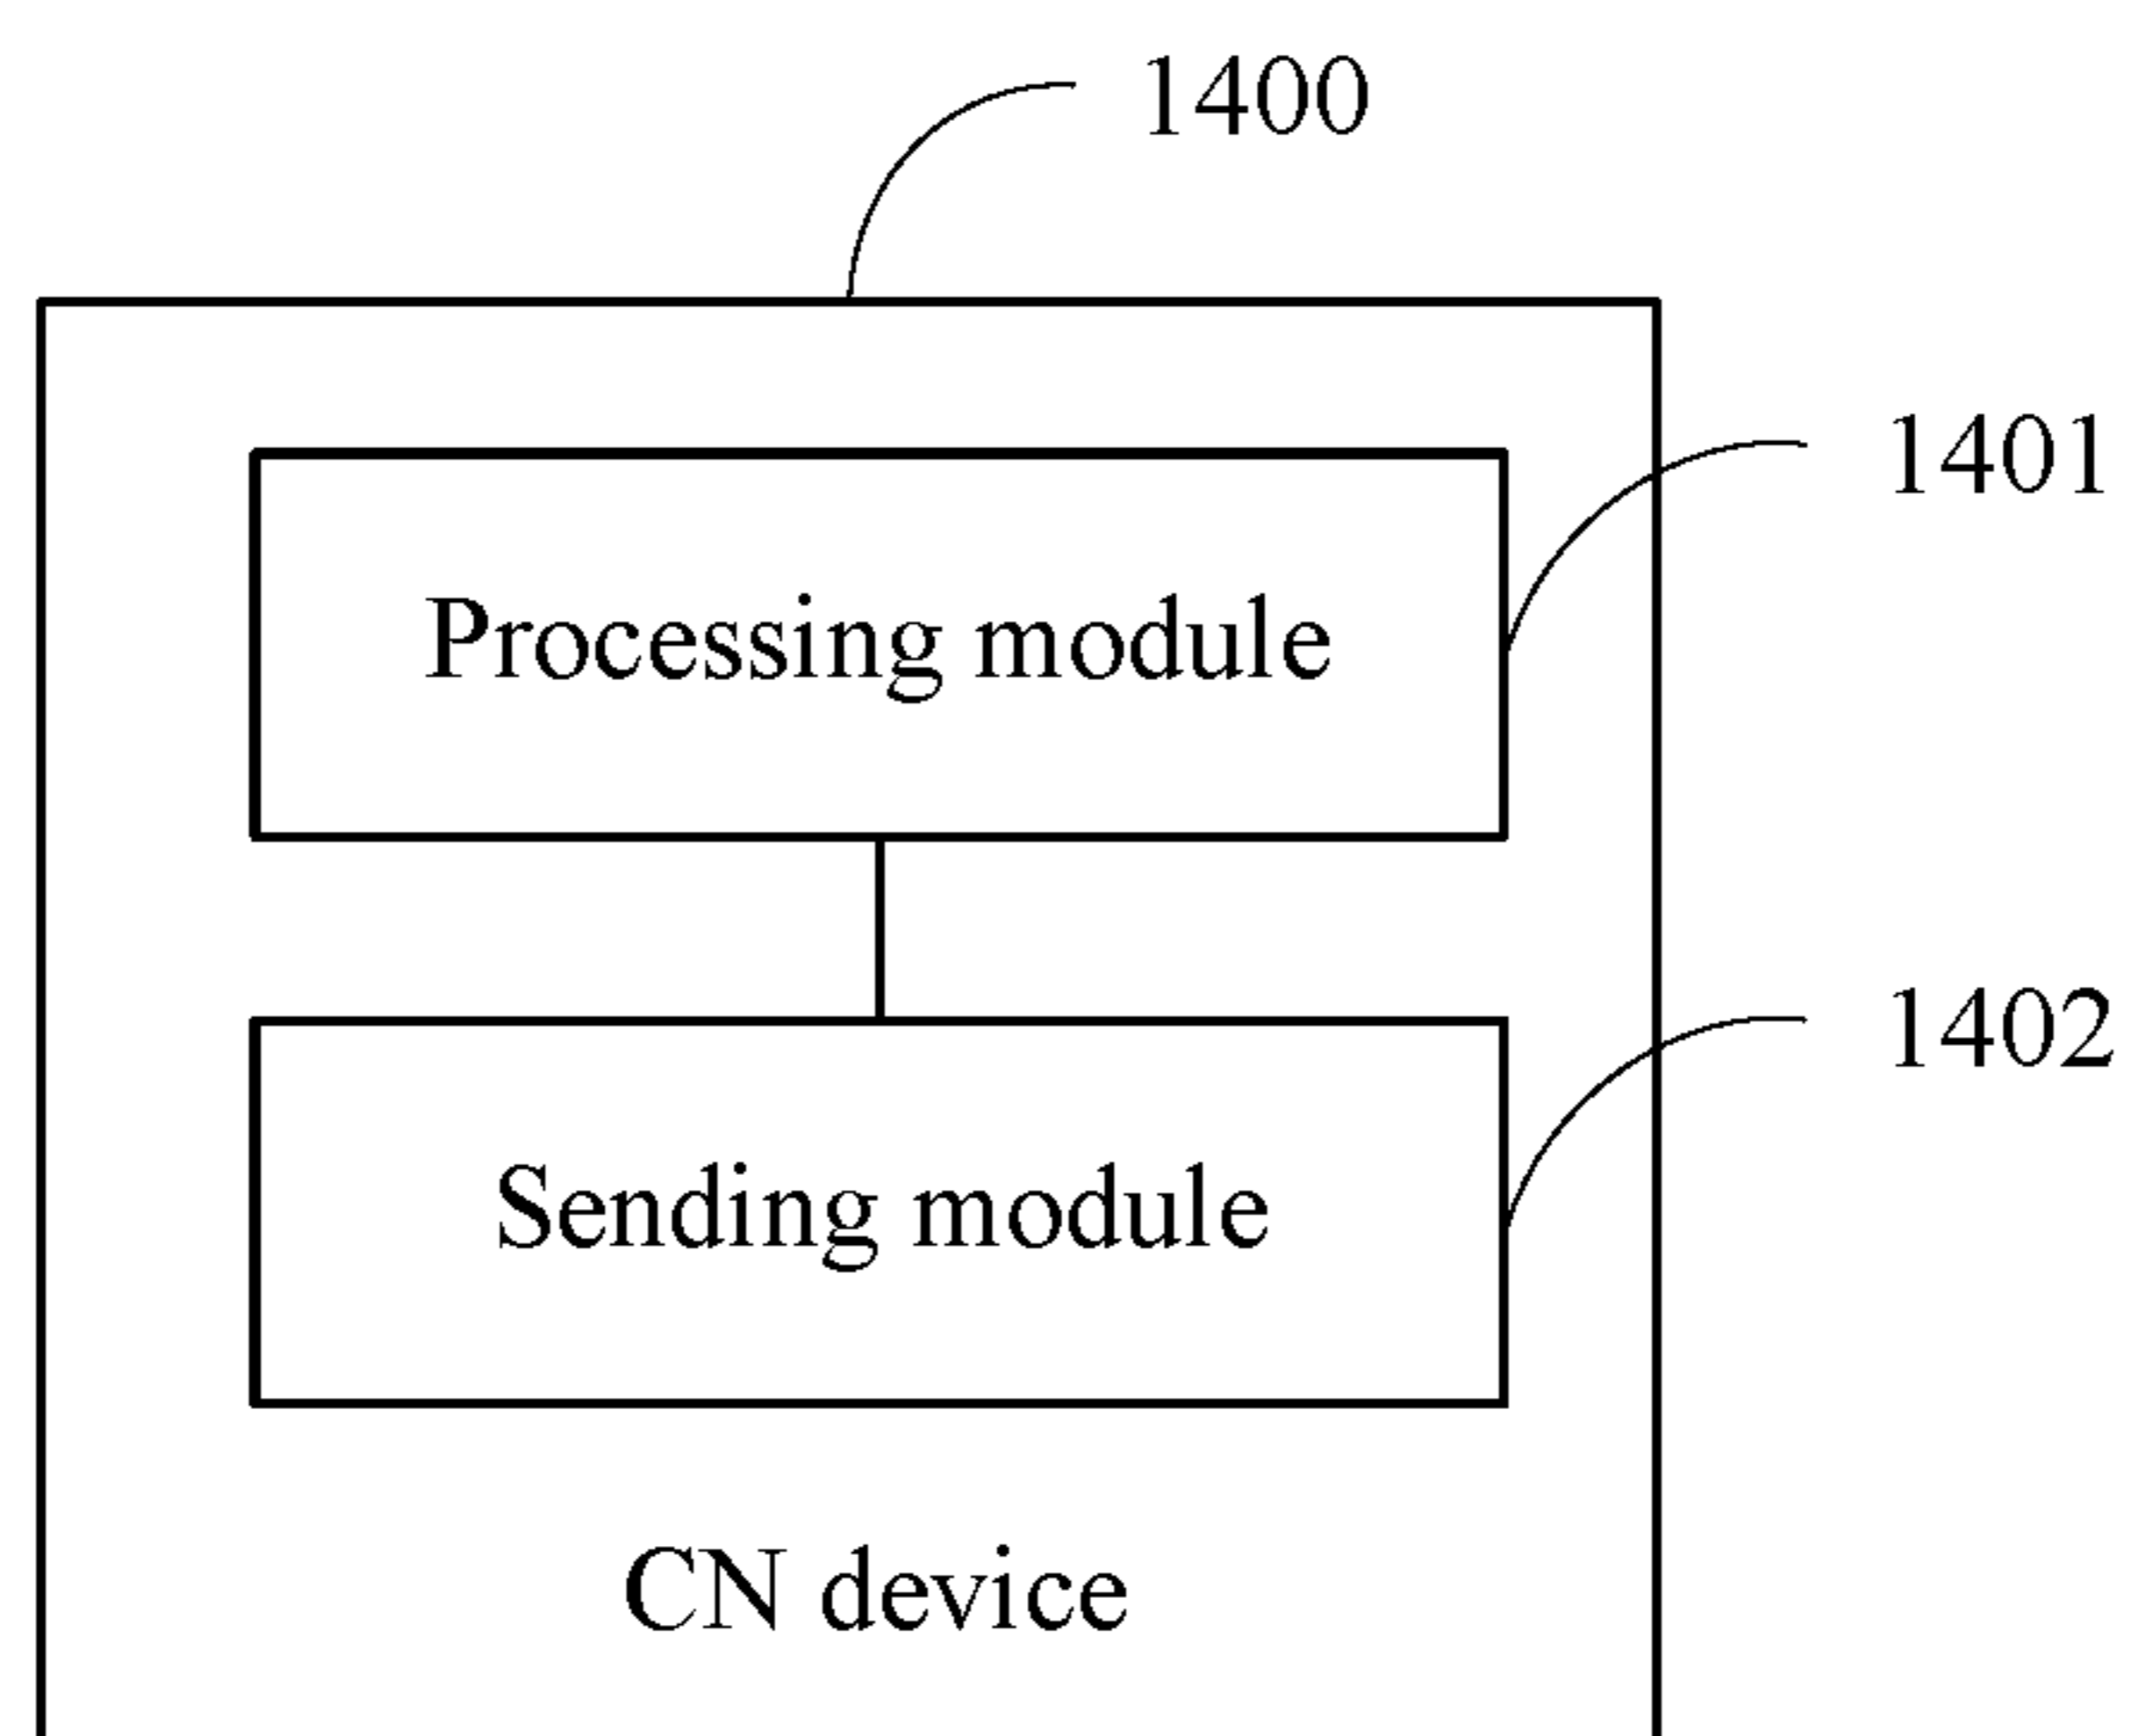 1400
1401
Processing module
1402
Sending module
CN device